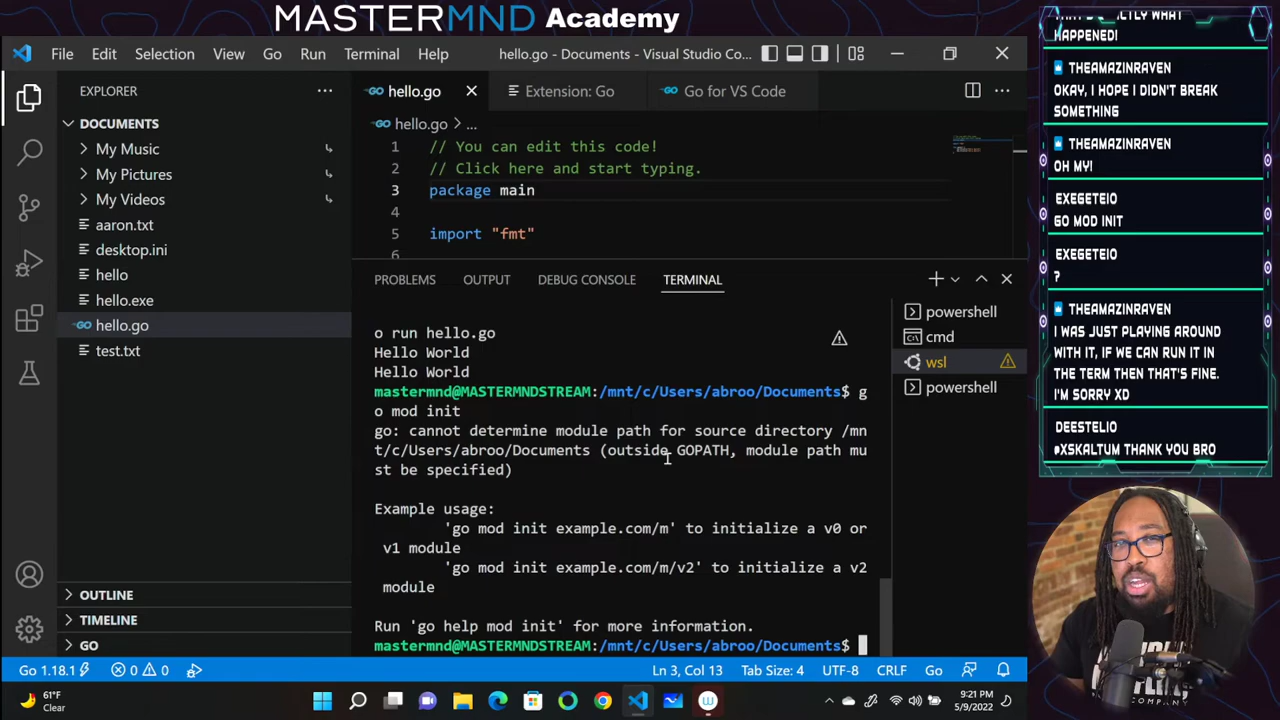 MASTERMND Academy
File Edit Selection View Go Run Terminal Help hello.go - Documents - Visual Studio Co...
EXPLORER
DOCUMENTS
My Music
My Pictures
My Videos
aaron.txt
desktop.ini
hello
hello.exe
hello.go
test.txt
OUTLINE
TIMELINE
GO
hello.go Extension: Go Go for VS Code
hello.go > ...
1 // You can edit this code!
2 // Click here and start typing.
3 package main
4
5 import "fmt"
6
PROBLEMS OUTPUT DEBUG CONSOLE TERMINAL
o run hello.go
Hello World
Hello World
mastermnd@MASTERMNDSTREAM:/mnt/c/Users/abroo/Documents$ g
o mod init
go: cannot determine module path for source directory /mn
t/c/Users/abroo/Documents (outside GOPATH, module path mu
st be specified)
Example usage:
'go mod init example.com/m' to initialize a v0 or
v1 module
'go mod init example.com/m/v2' to initialize a v2
module
Run 'go help mod init' for more information.
mastermnd@MASTERMNDSTREAM:/mnt/c/Users/abroo/Documents$
powershell
cmd
wsl
powershell
Go 1.18.1 0 0 Ln 3, Col 13 Tab Size: 4 UTF-8 CRLF Go
61°F
Clear
9:21 PM
5/9/2022
THAT'S EXACTLY WHAT
HAPPENED!
THEAMAZINRAVEN
OKAY, I HOPE I DIDN'T BREAK
SOMETHING
THEAMAZINRAVEN
OH MY!
EXEGETEIO
GO MOD INIT
EXEGETEIO
?
THEAMAZINRAVEN
I WAS JUST PLAYING AROUND
WITH IT, IF WE CAN RUN IT IN
THE TERM THEN THAT'S FINE.
I'M SORRY XD
DEESTELIO
@XSKALTUM THANK YOU BRO
COMPANY